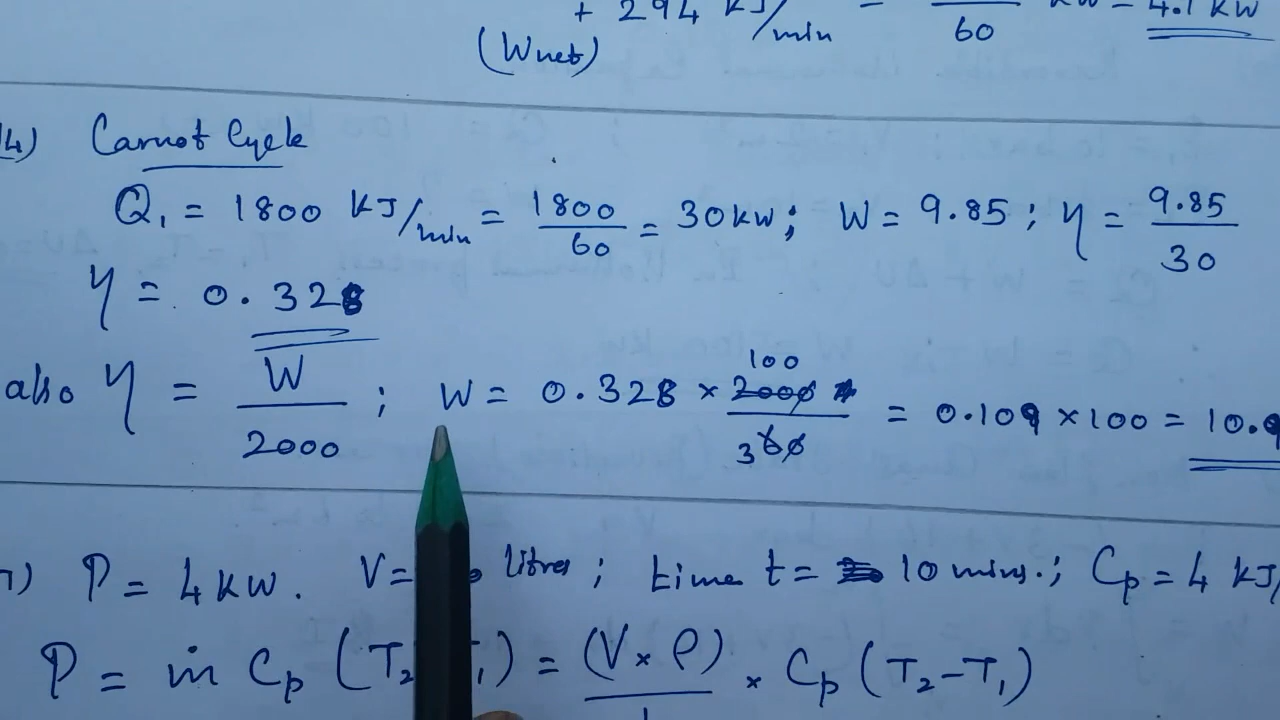 + 294 KJ/min = 60 kW = 4.1 kW
(Wnet)
14) Carnot Cycle
Q₁ = 1800 KJ/min = 1800/60 = 30 kW; W = 9.85; η = 9.85/30
η = 0.328
also η = W/2000; W = 0.328 × 2000/360 100 = 0.109 × 100 = 10.9
7) P = 4 kW. V= litres; time t = 10 mins.; Cp = 4 KJ/
P = ṁ Cp (T₂ T₁) = (V × ρ) × Cp (T₂ – T₁)